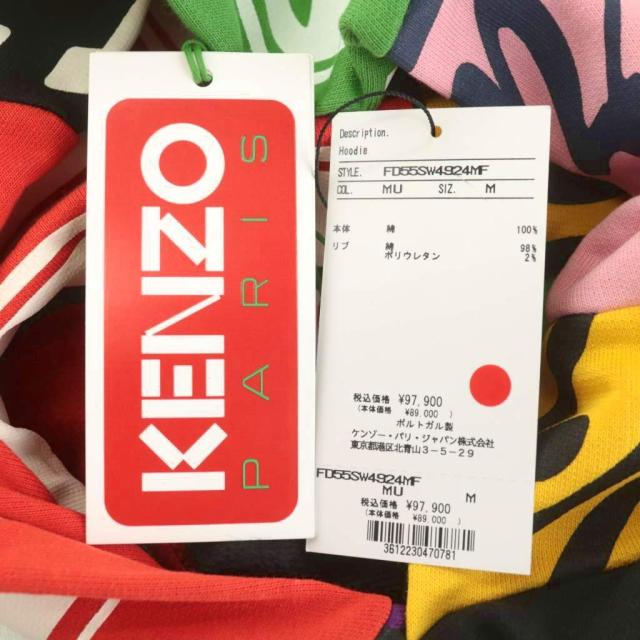 KENZO
PARIS
Description.
Hoodie
STYLE. FD55SW4924MF
COL. MU SIZ. M
本体 綿 100%
リブ 綿 98%
ポリウレタン 2%
税込価格 ¥97,900
(本体価格 ¥89,000)
ポルトガル製
ケンゾー・パリ・ジャパン株式会社
東京都港区北青山3-5-29
FD55SW4924MF
MU M
税込価格 ¥97,900
(本体価格 ¥89,000)
3612230470781